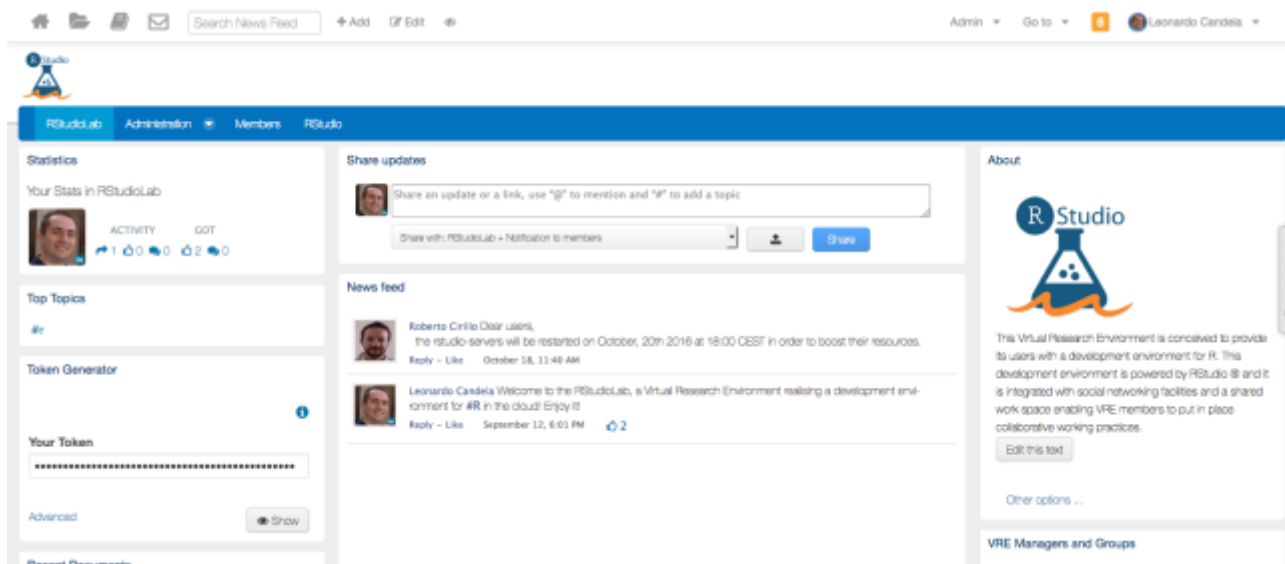 Search News Feed
Add
Edit
Admin
Go to
6
Leonardo Candela
R Studio
RStudioLab
Administration
Members
RStudio
Statistics
Your Stats in RStudioLab
ACTIVITY GOT
1 0 0 2 0
Top Topics
#r
Token Generator
Your Token
••••••••••••••••••••••••••••••••••••••••••••••
Advanced
Show
Recent Documents
Share updates
Share an update or a link, use "@" to mention and "#" to add a topic
Share with: RStudioLab + Notification to members
Share
News feed
Roberto Cirillo Dear users,
the rstudio-servers will be restarted on October, 20th 2016 at 18:00 CEST in order to boost their resources.
Reply - Like October 18, 11:40 AM
Leonardo Candela Welcome to the RStudioLab, a Virtual Research Environment realising a development envi-
ronment for #R in the cloud! Enjoy it!
Reply - Like September 12, 6:01 PM 2
About
R Studio
This Virtual Research Environment is conceived to provide
its users with a development environment for R. This
development environment is powered by RStudio ® and it
is integrated with social networking facilities and a shared
work space enabling VRE members to put in place
collaborative working practices.
Edit this text
Other options ...
VRE Managers and Groups